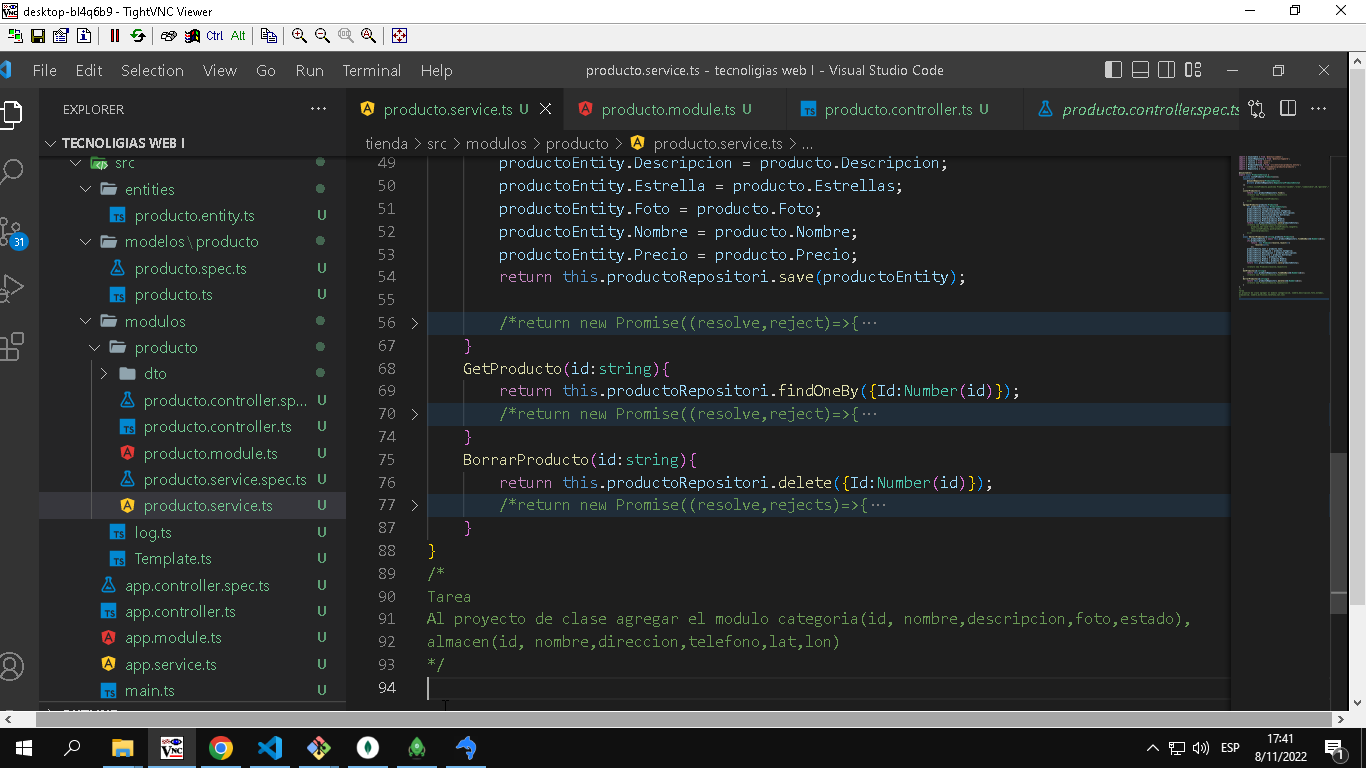 desktop-bl4q6b9 - TightVNC Viewer
Ctrl Alt
File Edit Selection View Go Run Terminal Help
producto.service.ts - tecnoligias web I - Visual Studio Code
EXPLORER
producto.service.ts U
producto.module.ts U
producto.controller.ts U
producto.controller.spec.ts
TECNOLIGIAS WEB I
tienda > src > modulos > producto > producto.service.ts > ...
src
entities
producto.entity.ts U
modelos \ producto
producto.spec.ts U
producto.ts U
modulos
producto
dto
producto.controller.sp... U
producto.controller.ts U
producto.module.ts U
producto.service.spec.ts U
producto.service.ts U
log.ts U
Template.ts U
app.controller.spec.ts U
app.controller.ts U
app.module.ts U
app.service.ts U
main.ts U
31
49 productoEntity.Descripcion = producto.Descripcion;
50 productoEntity.Estrella = producto.Estrellas;
51 productoEntity.Foto = producto.Foto;
52 productoEntity.Nombre = producto.Nombre;
53 productoEntity.Precio = producto.Precio;
54 return this.productoRepositori.save(productoEntity);
55
56 /*return new Promise((resolve,reject)=>{…
67 }
68 GetProducto(id:string){
69 return this.productoRepositori.findOneBy({Id:Number(id)});
70 /*return new Promise((resolve,reject)=>{…
74 }
75 BorrarProducto(id:string){
76 return this.productoRepositori.delete({Id:Number(id)});
77 /*return new Promise((resolve,rejects)=>{…
87 }
88 }
89 /*
90 Tarea
91 Al proyecto de clase agregar el modulo categoria(id, nombre,descripcion,foto,estado),
92 almacen(id, nombre,direccion,telefono,lat,lon)
93 */
94
ESP
17:41
8/11/2022
1